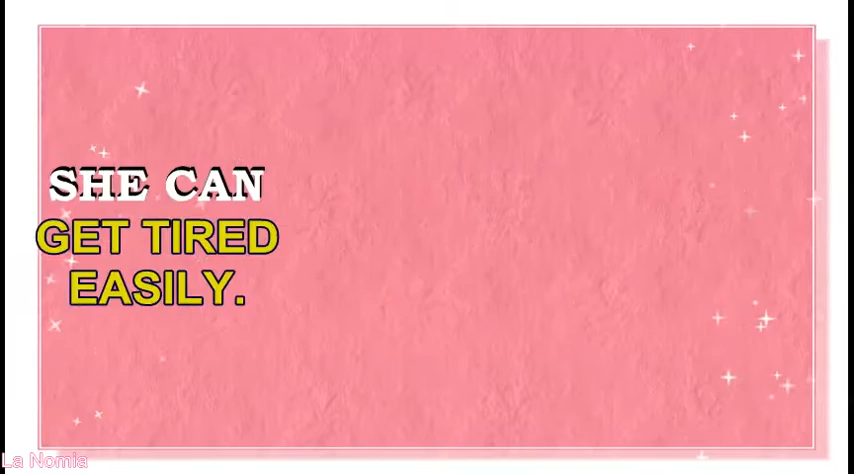 SHE CAN
GET TIRED
EASILY.
La Nomia